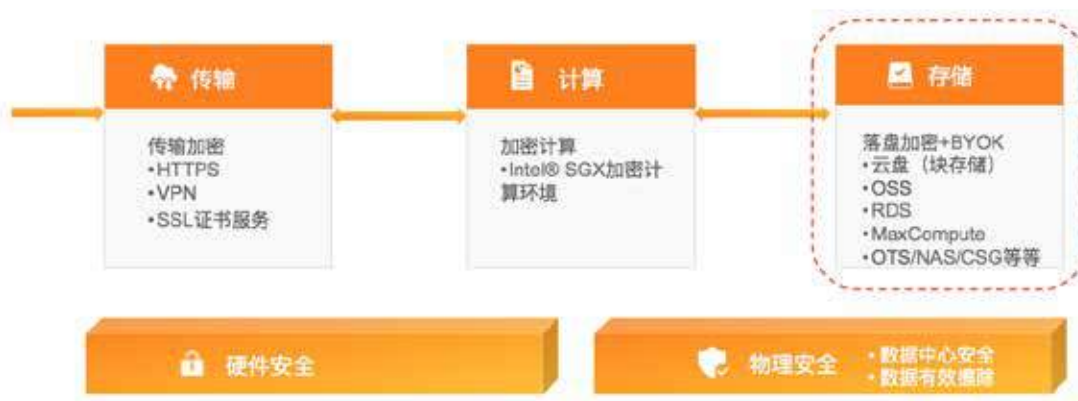 传输
传输加密
•HTTPS
•VPN
•SSL证书服务
计算
加密计算
•Intel® SGX加密计
算环境
存储
落盘加密+BYOK
•云盘（块存储）
•OSS
•RDS
•MaxCompute
•OTS/NAS/CSG等等
硬件安全
物理安全
•数据中心安全
•数据有效擦除